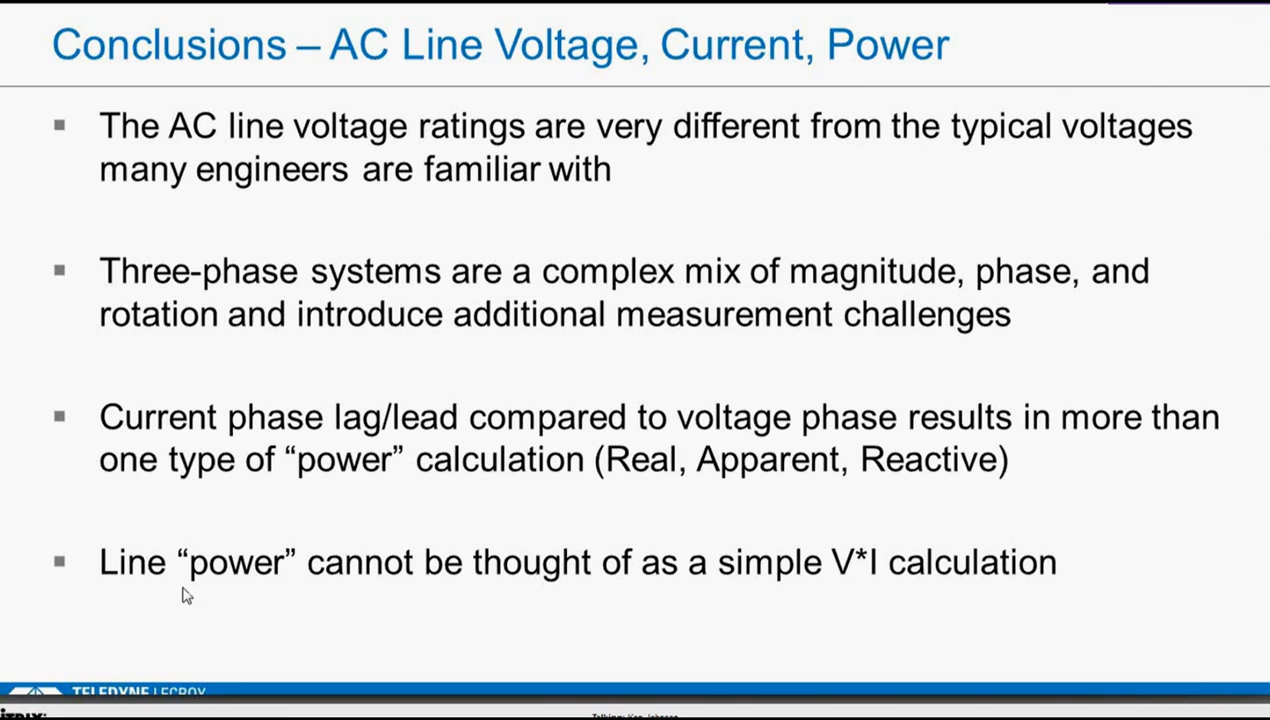 Conclusions – AC Line Voltage, Current, Power
▪ The AC line voltage ratings are very different from the typical voltages
many engineers are familiar with
▪ Three-phase systems are a complex mix of magnitude, phase, and
rotation and introduce additional measurement challenges
▪ Current phase lag/lead compared to voltage phase results in more than
one type of “power” calculation (Real, Apparent, Reactive)
▪ Line “power” cannot be thought of as a simple V*I calculation
TELEDYNE LECROY